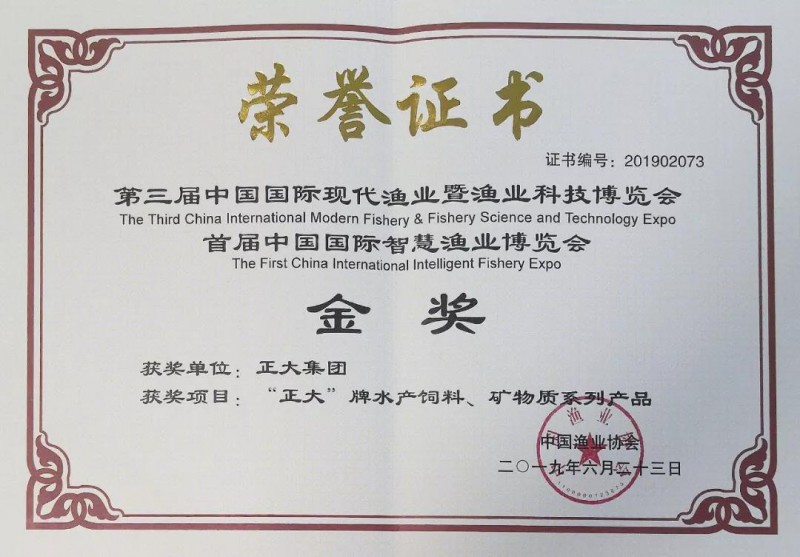 荣誉证书
证书编号：201902073
第三届中国国际现代渔业暨渔业科技博览会
The Third China International Modern Fishery & Fishery Science and Technology Expo
首届中国国际智慧渔业博览会
The First China International Intelligent Fishery Expo
金奖
获奖单位：正大集团
获奖项目：“正大”牌水产饲料、矿物质系列产品
中国渔业协会
二〇一九年六月二十三日